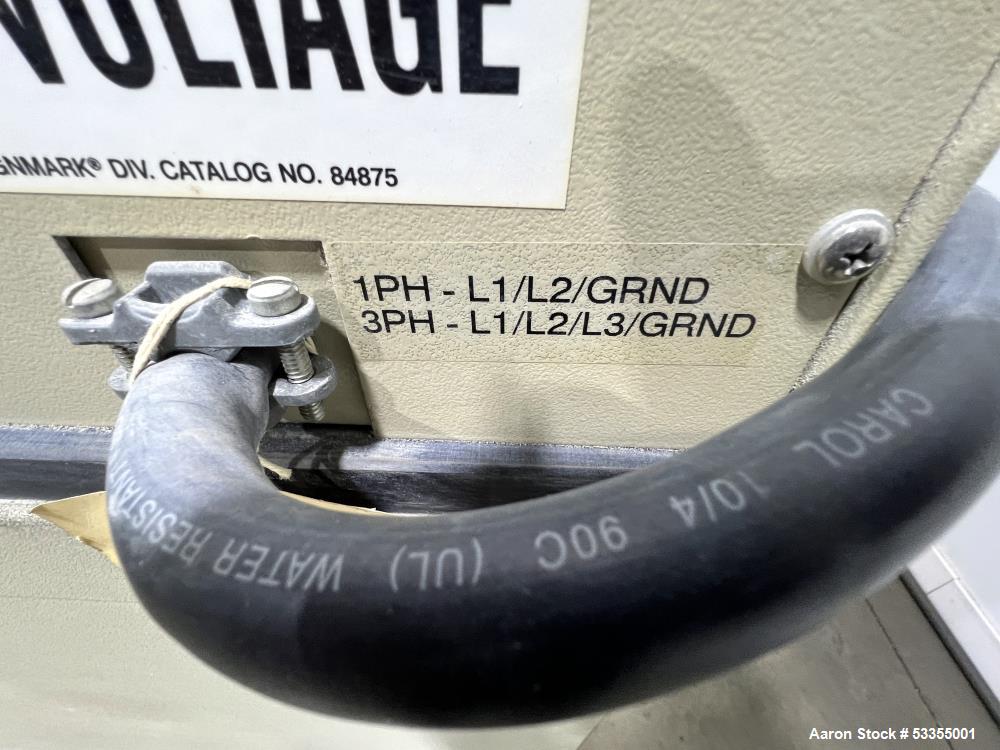 VOLTAGE
DIV. CATALOG NO. 84875
1PH - L1/L2/GRND
3PH - L1/L2/L3/GRND
CAROL 10/4 90C (UL) WATER RESISTANT
Aaron Stock # 53355001